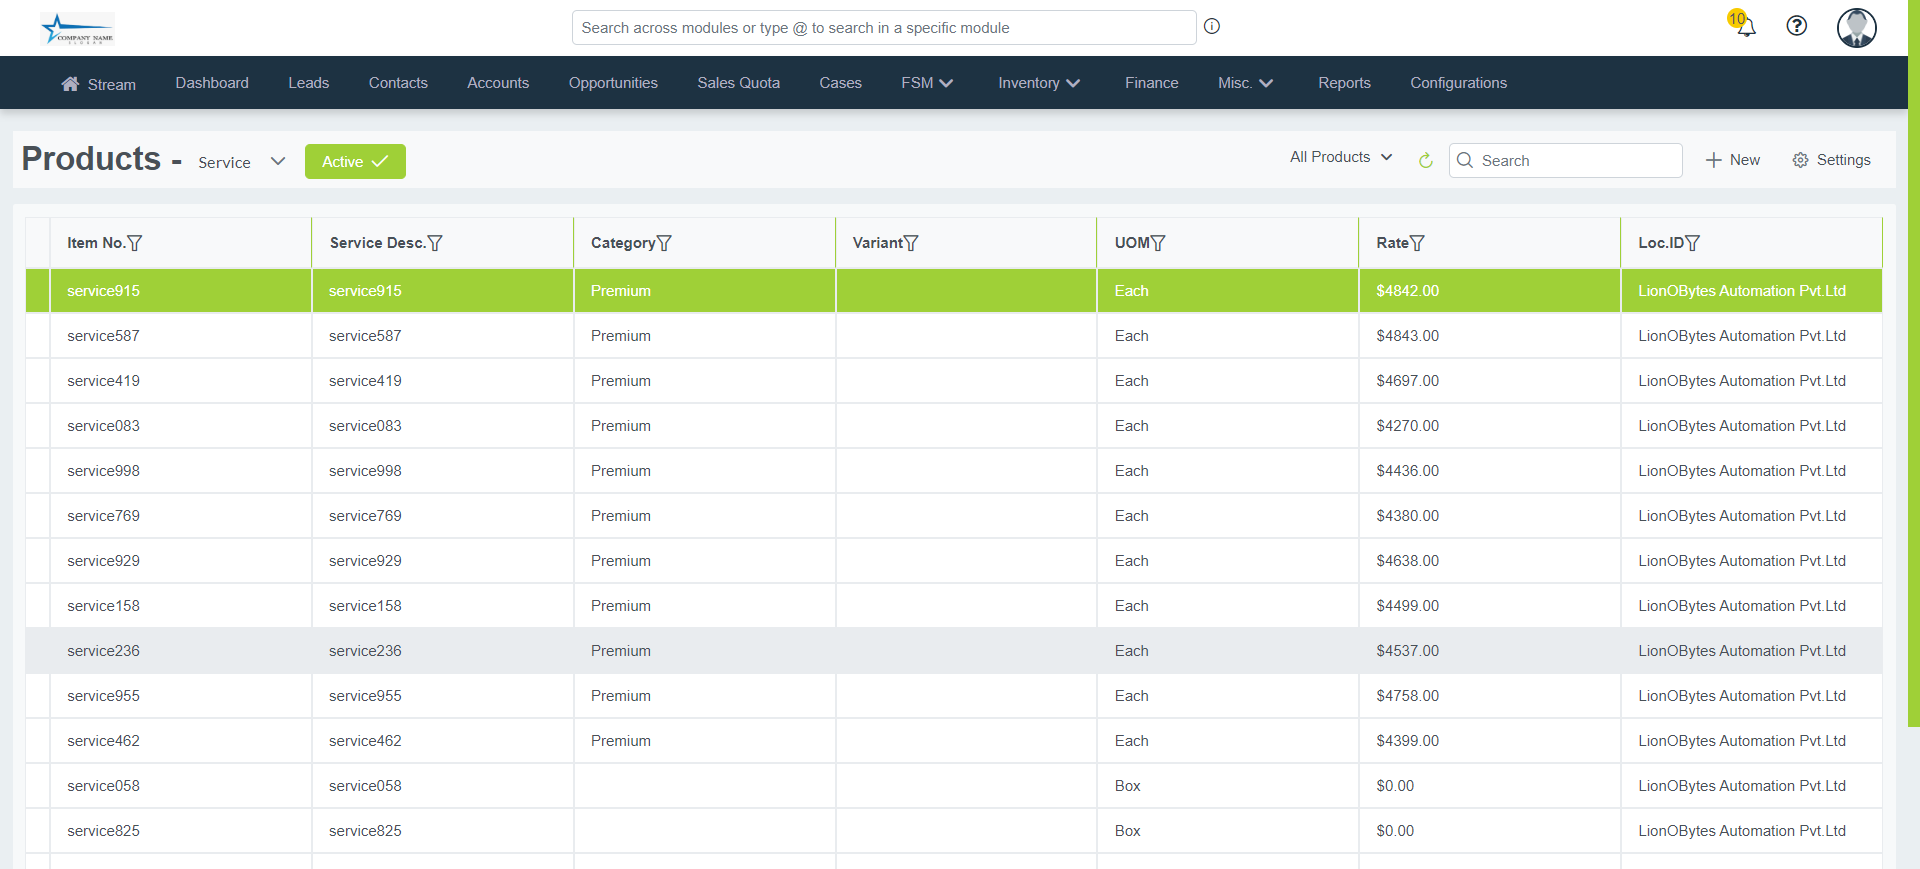 COMPANY NAME
Search across modules or type @ to search in a specific module
10
Stream Dashboard Leads Contacts Accounts Opportunities Sales Quota Cases FSM Inventory Finance Misc. Reports Configurations
Products - Service Active All Products Search New Settings
Item No. Service Desc. Category Variant UOM Rate Loc.ID
service915 service915 Premium Each $4842.00 LionOBytes Automation Pvt.Ltd
service587 service587 Premium Each $4843.00 LionOBytes Automation Pvt.Ltd
service419 service419 Premium Each $4697.00 LionOBytes Automation Pvt.Ltd
service083 service083 Premium Each $4270.00 LionOBytes Automation Pvt.Ltd
service998 service998 Premium Each $4436.00 LionOBytes Automation Pvt.Ltd
service769 service769 Premium Each $4380.00 LionOBytes Automation Pvt.Ltd
service929 service929 Premium Each $4638.00 LionOBytes Automation Pvt.Ltd
service158 service158 Premium Each $4499.00 LionOBytes Automation Pvt.Ltd
service236 service236 Premium Each $4537.00 LionOBytes Automation Pvt.Ltd
service955 service955 Premium Each $4758.00 LionOBytes Automation Pvt.Ltd
service462 service462 Premium Each $4399.00 LionOBytes Automation Pvt.Ltd
service058 service058 Box $0.00 LionOBytes Automation Pvt.Ltd
service825 service825 Box $0.00 LionOBytes Automation Pvt.Ltd